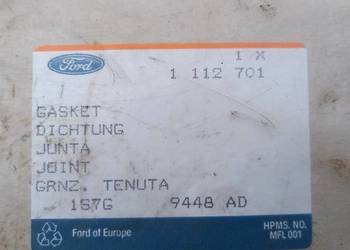 Ford
1 X
1 112 701
GASKET
DICHTUNG
JUNTA
JOINT
GRNZ. TENUTA
1S7G 9448 AD
Ford of Europe
HPMS. NO.
MFL 001